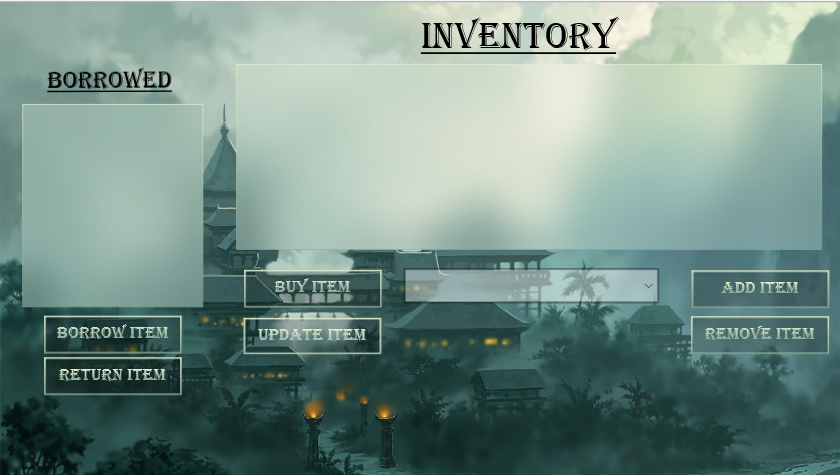 INVENTORY
BORROWED
BUY ITEM
ADD ITEM
BORROW ITEM
UPDATE ITEM
REMOVE ITEM
RETURN ITEM